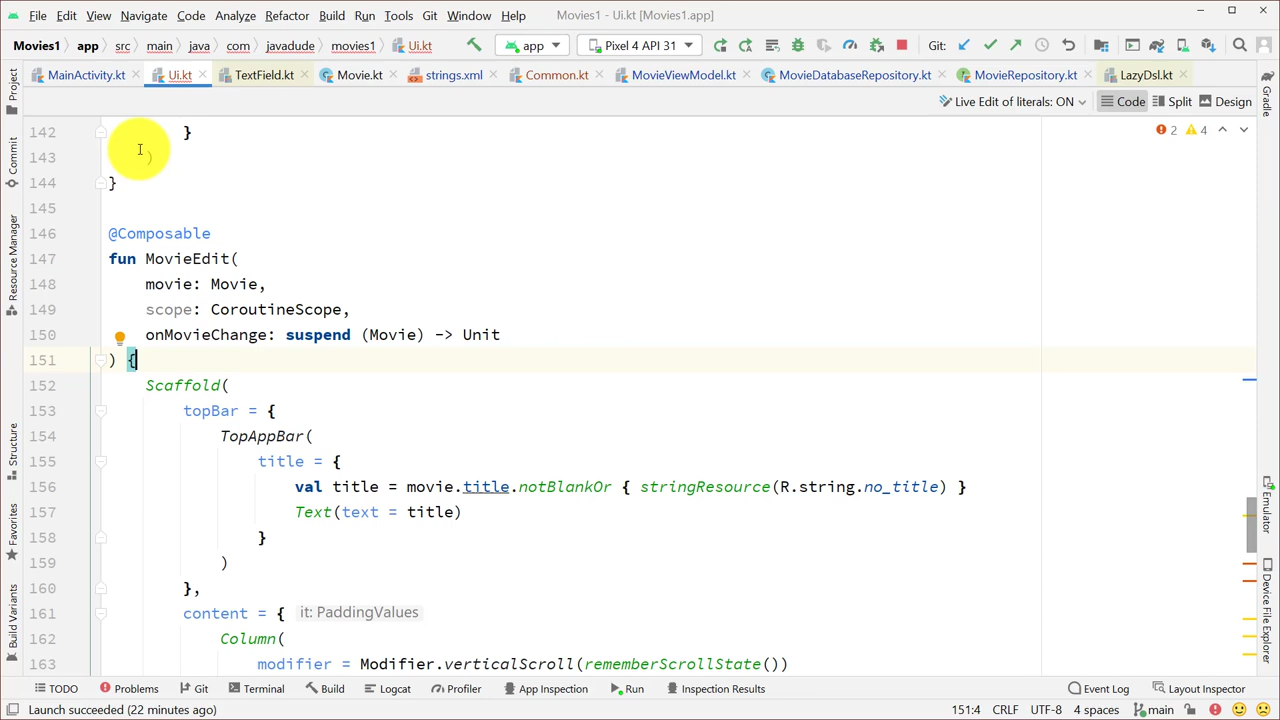 File Edit View Navigate Code Analyze Refactor Build Run Tools Git Window Help Movies1 - Ui.kt [Movies1.app]
Movies1 app src main java com javadude movies1 Ui.kt app Pixel 4 API 31 Git:
MainActivity.kt Ui.kt TextField.kt Movie.kt strings.xml Common.kt MovieViewModel.kt MovieDatabaseRepository.kt MovieRepository.kt LazyDsl.kt
Live Edit of literals: ON Code Split Design
2 4
142 }
143 )
144 }
145
146 @Composable
147 fun MovieEdit(
148 movie: Movie,
149 scope: CoroutineScope,
150 onMovieChange: suspend (Movie) -> Unit
151 ) {
152 Scaffold(
153 topBar = {
154 TopAppBar(
155 title = {
156 val title = movie.title.notBlankOr { stringResource(R.string.no_title) }
157 Text(text = title)
158 }
159 )
160 },
161 content = { it: PaddingValues
162 Column(
163 modifier = Modifier.verticalScroll(rememberScrollState())
Project
Commit
Resource Manager
Structure
Favorites
Build Variants
Gradle
Emulator
Device File Explorer
TODO Problems Git Terminal Build Logcat Profiler App Inspection Run Inspection Results Event Log Layout Inspector
Launch succeeded (22 minutes ago) 151:4 CRLF UTF-8 4 spaces main